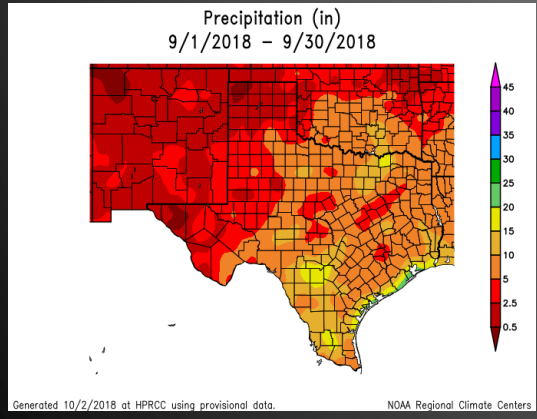 Precipitation (in)
9/1/2018 – 9/30/2018
45
40
35
30
25
20
15
10
5
2.5
0.5
Generated 10/2/2018 at HPRCC using provisional data.
NOAA Regional Climate Centers